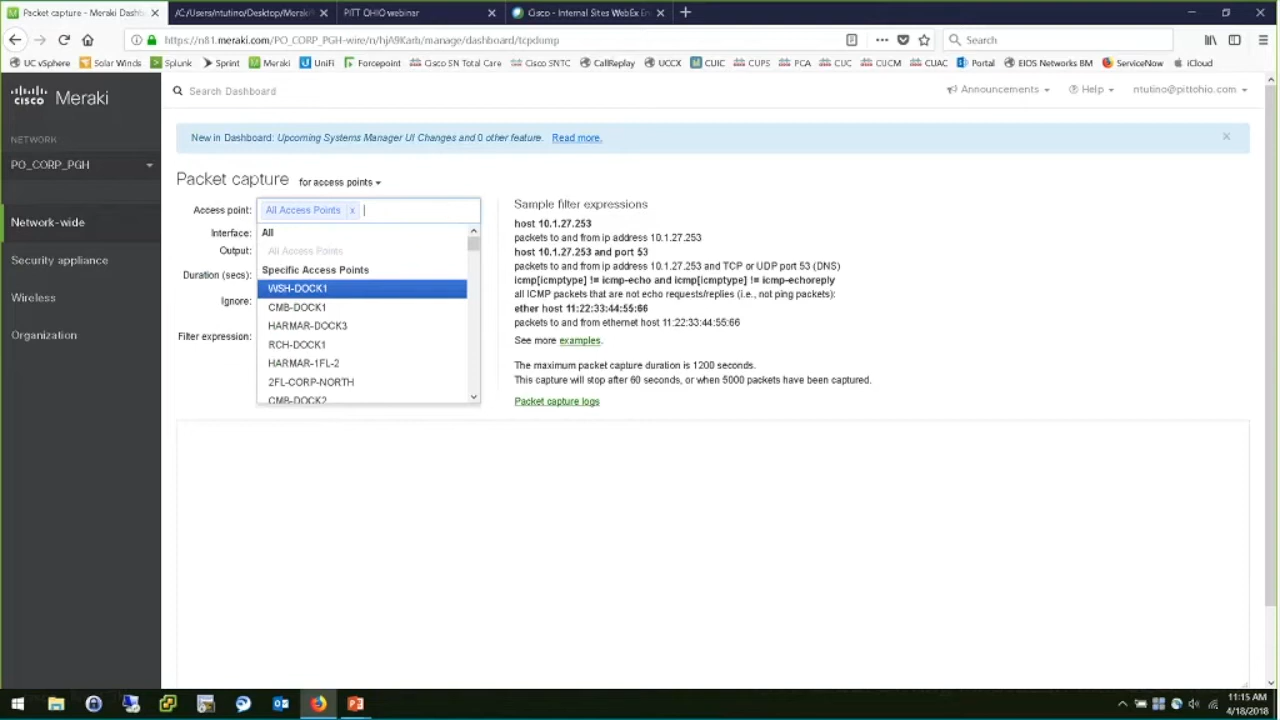 Packet capture - Meraki Dashb
/C:/Users/ntutino/Desktop/Meraki
PITT OHIO webinar
Cisco - Internal Sites WebEx En
https://n81.meraki.com/PO_CORP_PGH-wire/n/hjA9Karb/manage/dashboard/tcpdump
Search
UC vSphere Solar Winds Splunk Sprint Meraki UniFi Forcepoint Cisco SN Total Care Cisco SNTC CallReplay UCCX CUIC CUPS PCA CUC CUCM CUAC Portal EIOS Networks BM ServiceNow iCloud
cisco Meraki
Search Dashboard
Announcements
Help
ntutino@pittohio.com
NETWORK
PO_CORP_PGH
Network-wide
Security appliance
Wireless
Organization
New in Dashboard: Upcoming Systems Manager UI Changes and 0 other feature. Read more.
Packet capture for access points
Access point: All Access Points x
Interface:
Output:
Duration (secs):
Ignore:
Filter expression:
All
All Access Points
Specific Access Points
WSH-DOCK1
CMB-DOCK1
HARMAR-DOCK3
RCH-DOCK1
HARMAR-1FL-2
2FL-CORP-NORTH
CMB-DOCK2
Sample filter expressions
host 10.1.27.253
packets to and from ip address 10.1.27.253
host 10.1.27.253 and port 53
packets to and from ip address 10.1.27.253 and TCP or UDP port 53 (DNS)
icmp[icmptype] != icmp-echo and icmp[icmptype] != icmp-echoreply
all ICMP packets that are not echo requests/replies (i.e., not ping packets):
ether host 11:22:33:44:55:66
packets to and from ethernet host 11:22:33:44:55:66
See more examples.
The maximum packet capture duration is 1200 seconds.
This capture will stop after 60 seconds, or when 5000 packets have been captured.
Packet capture logs
11:15 AM
4/18/2018